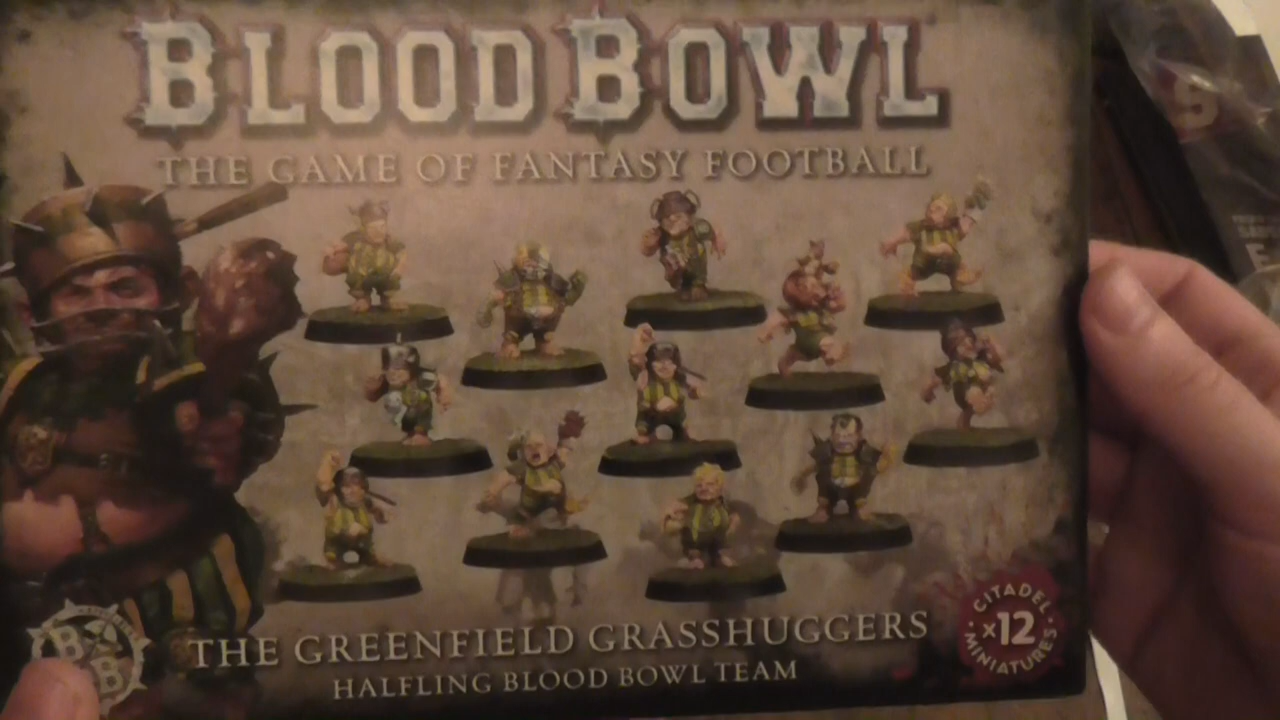 BLOOD BOWL
THE GAME OF FANTASY FOOTBALL
THE GREENFIELD GRASSHUGGERS
HALFLING BLOOD BOWL TEAM
CITADEL
x12
MINIATURES
B B